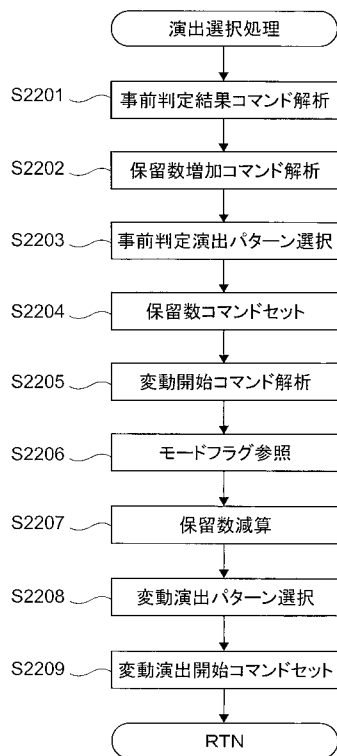 演出選択処理
S2201 事前判定結果コマンド解析
S2202 保留数増加コマンド解析
S2203 事前判定演出パターン選択
S2204 保留数コマンドセット
S2205 変動開始コマンド解析
S2206 モードフラグ参照
S2207 保留数減算
S2208 変動演出パターン選択
S2209 変動演出開始コマンドセット
RTN